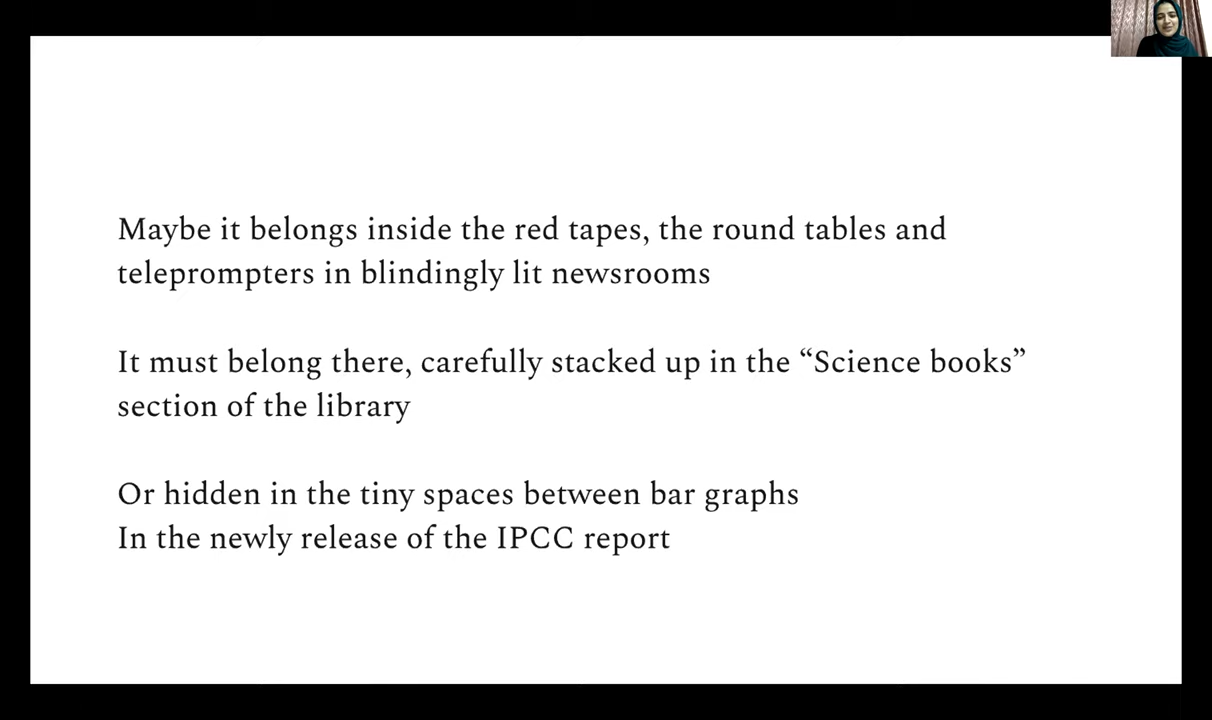 Maybe it belongs inside the red tapes, the round tables and
teleprompters in blindingly lit newsrooms
It must belong there, carefully stacked up in the “Science books”
section of the library
Or hidden in the tiny spaces between bar graphs
In the newly release of the IPCC report